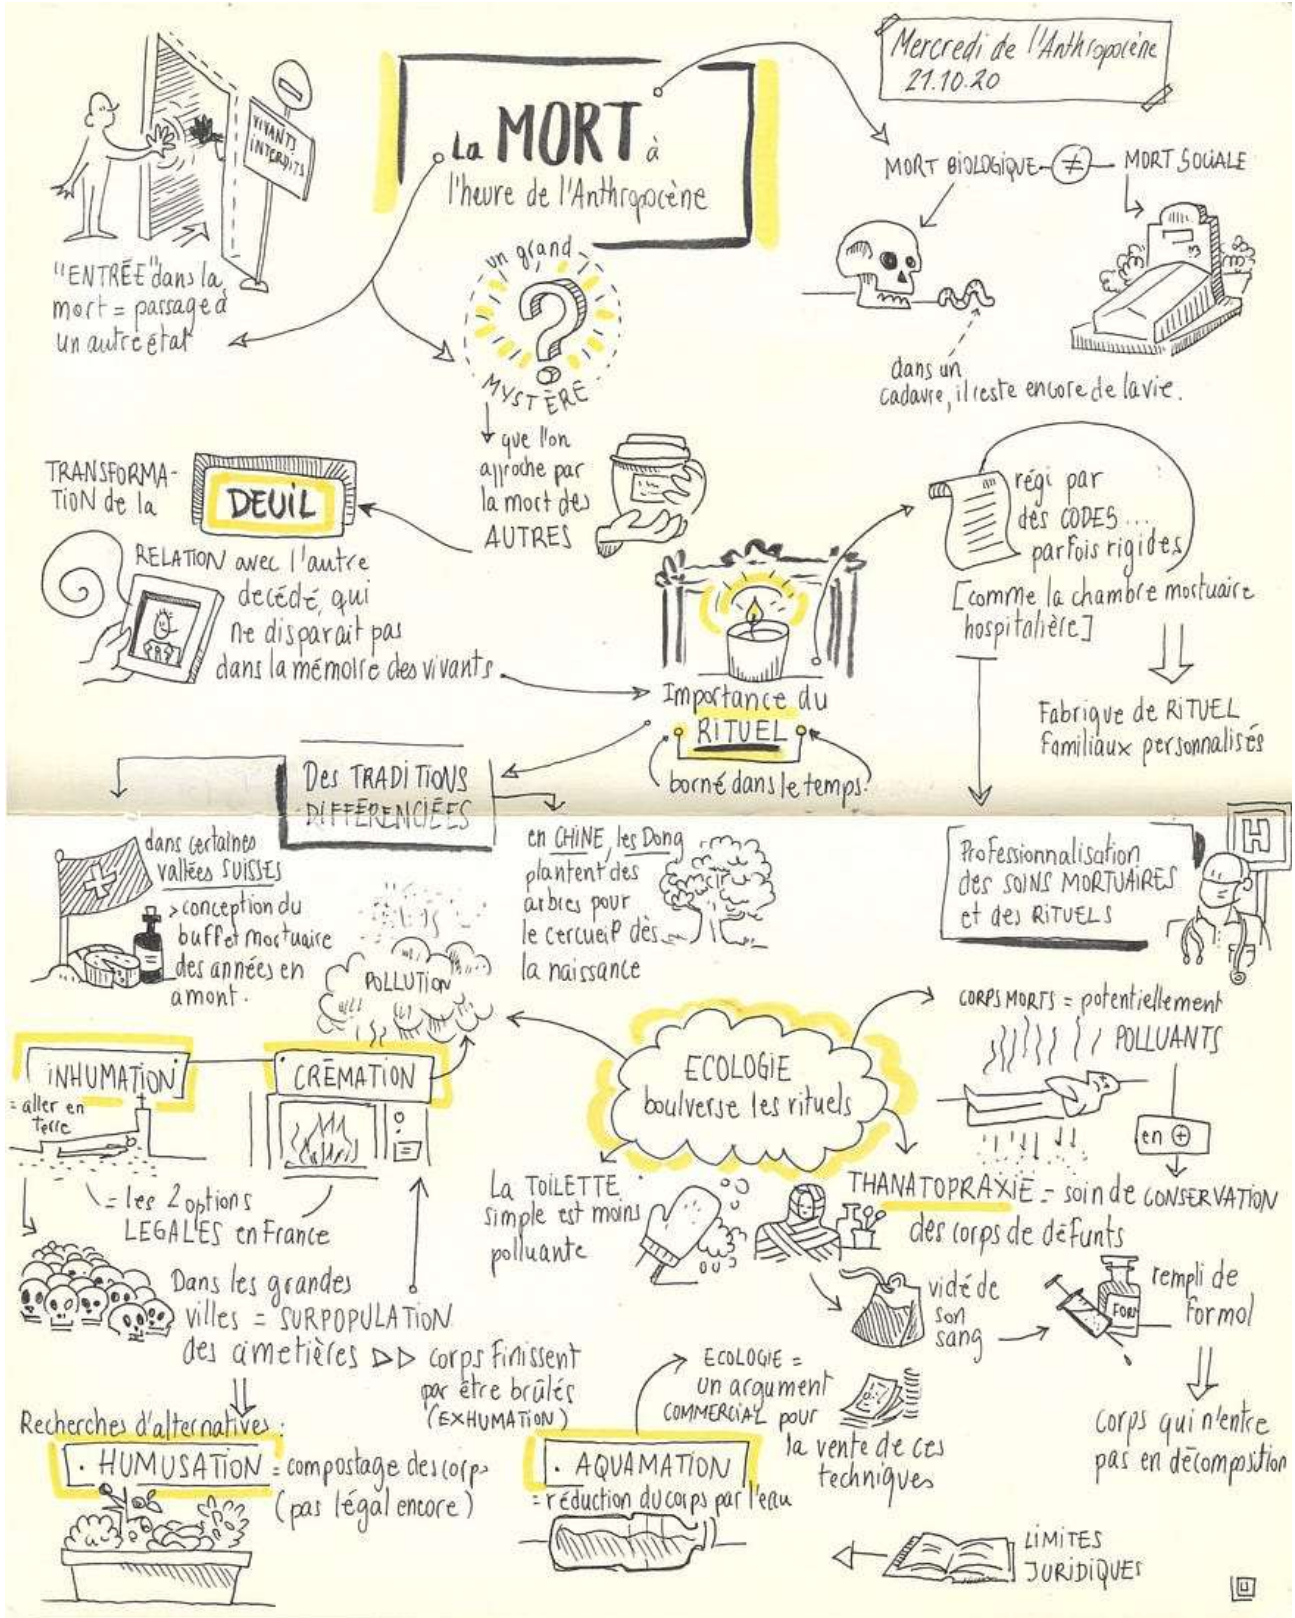 Mercredi de l'Anthropocène
21.10.20
La MORT à
l'heure de l'Anthropocène
VIVANTS
INTERDITS
"ENTRÉE" dans la
mort = passage à
un autre état
MORT BIOLOGIQUE ≠ MORT SOCIALE
dans un
cadavre, il reste encore de la vie.
un grand
?
MYSTÈRE
que l'on
approche par
la mort des
AUTRES
TRANSFORMA-
TION de la
DEUIL
RELATION avec l'autre
decédé, qui
ne disparait pas
dans la mémoire des vivants
Importance du
RITUEL
borné dans le temps
régi par
des CODES...
parfois rigides
[comme la chambre mortuaire
hospitalière]
Fabrique de RITUEL
familiaux personnalisés
Des TRADITIONS
DIFFÉRENCIÉES
dans certaines
vallées SUISSES
> conception du
buffet mortuaire
des années en
amont.
en CHINE, les Dong
plantent des
arbres pour
le cercueil dès
la naissance
H
Professionnalisation
des SOINS MORTUAIRES
et des RITUELS
POLLUTION
INHUMATION
= aller en
terre
CRÉMATION
= les 2 options
LEGALES en France
Dans les grandes
villes = SURPOPULATION
des cimetières ▷▷ corps finissent
par être brûlés
(EXHUMATION)
ECOLOGIE
boulverse les rituels
CORPS MORTS = potentiellement
POLLUANTS
en +
La TOILETTE
simple est moins
polluante
THANATOPRAXIE = soin de CONSERVATION
des corps de défunts
vidé de
son
sang
FOR
rempli de
formol
corps qui n'entre
pas en décomposition
Recherches d'alternatives :
· HUMUSATION = compostage des corps
(pas légal encore)
· AQUAMATION
= réduction du corps par l'eau
ECOLOGIE =
un argument
COMMERCIAL pour
la vente de ces
techniques
LIMITES
JURIDIQUES